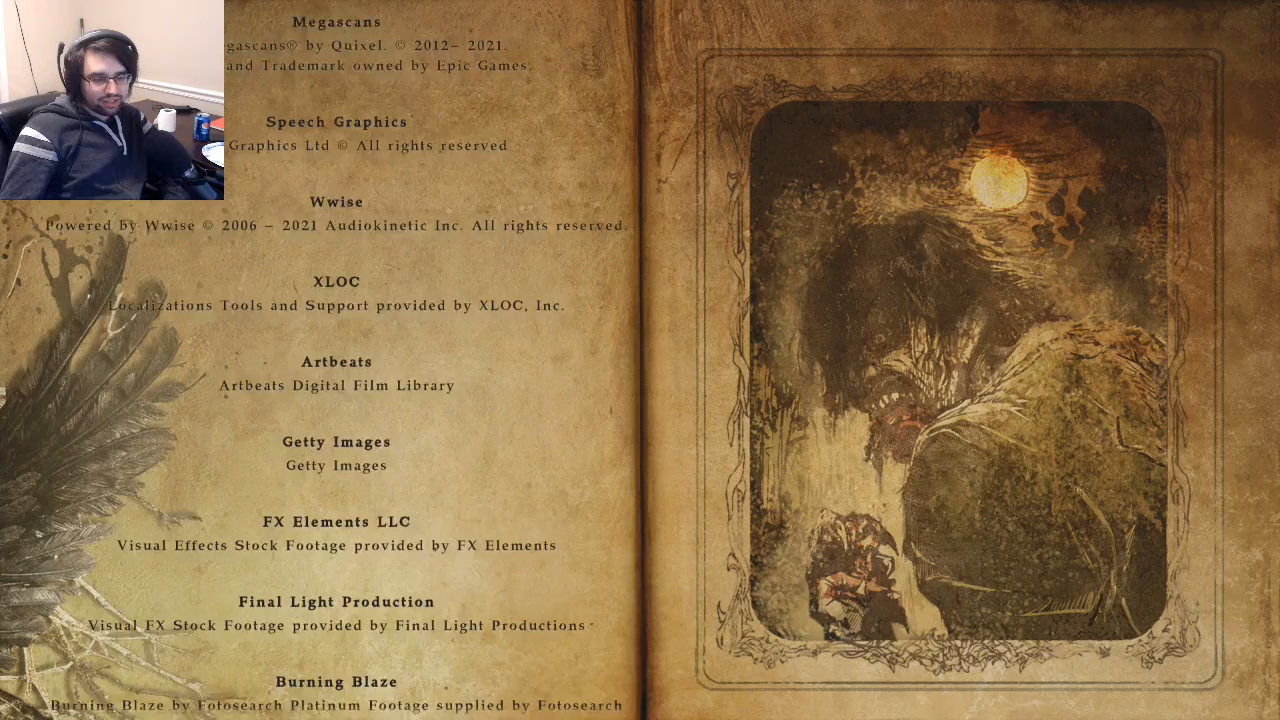 Megascans
egascans® by Quixel. © 2012– 2021.
and Trademark owned by Epic Games.
Speech Graphics
Graphics Ltd © All rights reserved
Wwise
Powered by Wwise © 2006 – 2021 Audiokinetic Inc. All rights reserved.
XLOC
Localizations Tools and Support provided by XLOC, Inc.
Artbeats
Artbeats Digital Film Library
Getty Images
Getty Images
FX Elements LLC
Visual Effects Stock Footage provided by FX Elements
Final Light Production
Visual FX Stock Footage provided by Final Light Productions
Burning Blaze
Burning Blaze by Fotosearch Platinum Footage supplied by Fotosearch